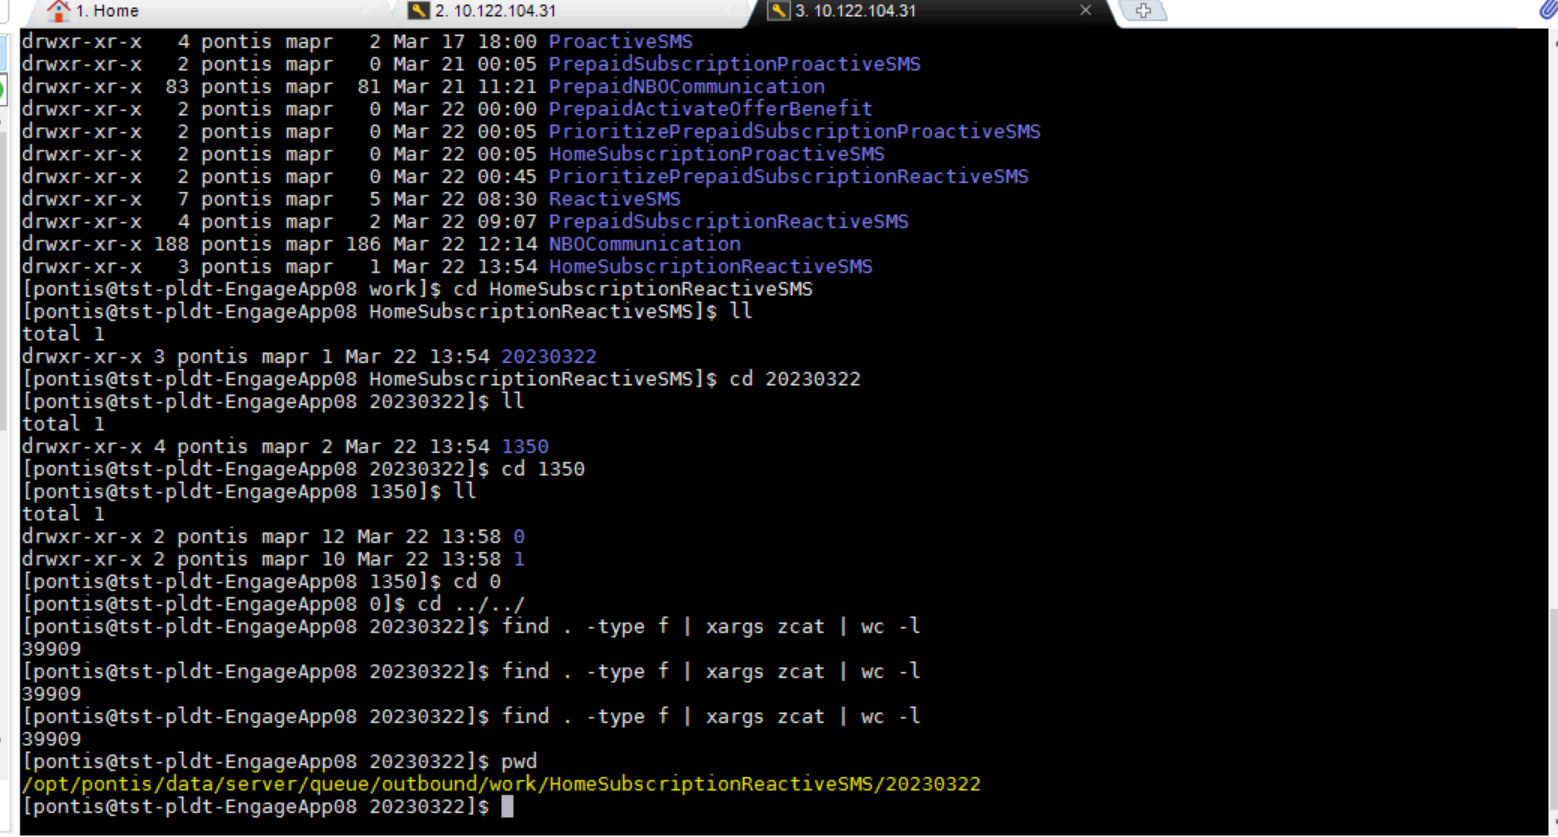 1. Home
2. 10.122.104.31
3. 10.122.104.31
drwxr-xr-x   4 pontis mapr   2 Mar 17 18:00 ProactiveSMS
drwxr-xr-x   2 pontis mapr   0 Mar 21 00:05 PrepaidSubscriptionProactiveSMS
drwxr-xr-x  83 pontis mapr  81 Mar 21 11:21 PrepaidNBOCommunication
drwxr-xr-x   2 pontis mapr   0 Mar 22 00:00 PrepaidActivateOfferBenefit
drwxr-xr-x   2 pontis mapr   0 Mar 22 00:05 PrioritizePrepaidSubscriptionProactiveSMS
drwxr-xr-x   2 pontis mapr   0 Mar 22 00:05 HomeSubscriptionProactiveSMS
drwxr-xr-x   2 pontis mapr   0 Mar 22 00:45 PrioritizePrepaidSubscriptionReactiveSMS
drwxr-xr-x   7 pontis mapr   5 Mar 22 08:30 ReactiveSMS
drwxr-xr-x   4 pontis mapr   2 Mar 22 09:07 PrepaidSubscriptionReactiveSMS
drwxr-xr-x 188 pontis mapr 186 Mar 22 12:14 NBOCommunication
drwxr-xr-x   3 pontis mapr   1 Mar 22 13:54 HomeSubscriptionReactiveSMS
[pontis@tst-pldt-EngageApp08 work]$ cd HomeSubscriptionReactiveSMS
[pontis@tst-pldt-EngageApp08 HomeSubscriptionReactiveSMS]$ ll
total 1
drwxr-xr-x 3 pontis mapr 1 Mar 22 13:54 20230322
[pontis@tst-pldt-EngageApp08 HomeSubscriptionReactiveSMS]$ cd 20230322
[pontis@tst-pldt-EngageApp08 20230322]$ ll
total 1
drwxr-xr-x 4 pontis mapr 2 Mar 22 13:54 1350
[pontis@tst-pldt-EngageApp08 20230322]$ cd 1350
[pontis@tst-pldt-EngageApp08 1350]$ ll
total 1
drwxr-xr-x 2 pontis mapr 12 Mar 22 13:58 0
drwxr-xr-x 2 pontis mapr 10 Mar 22 13:58 1
[pontis@tst-pldt-EngageApp08 1350]$ cd 0
[pontis@tst-pldt-EngageApp08 0]$ cd ../../
[pontis@tst-pldt-EngageApp08 20230322]$ find . -type f | xargs zcat | wc -l
39909
[pontis@tst-pldt-EngageApp08 20230322]$ find . -type f | xargs zcat | wc -l
39909
[pontis@tst-pldt-EngageApp08 20230322]$ find . -type f | xargs zcat | wc -l
39909
[pontis@tst-pldt-EngageApp08 20230322]$ pwd
/opt/pontis/data/server/queue/outbound/work/HomeSubscriptionReactiveSMS/20230322
[pontis@tst-pldt-EngageApp08 20230322]$